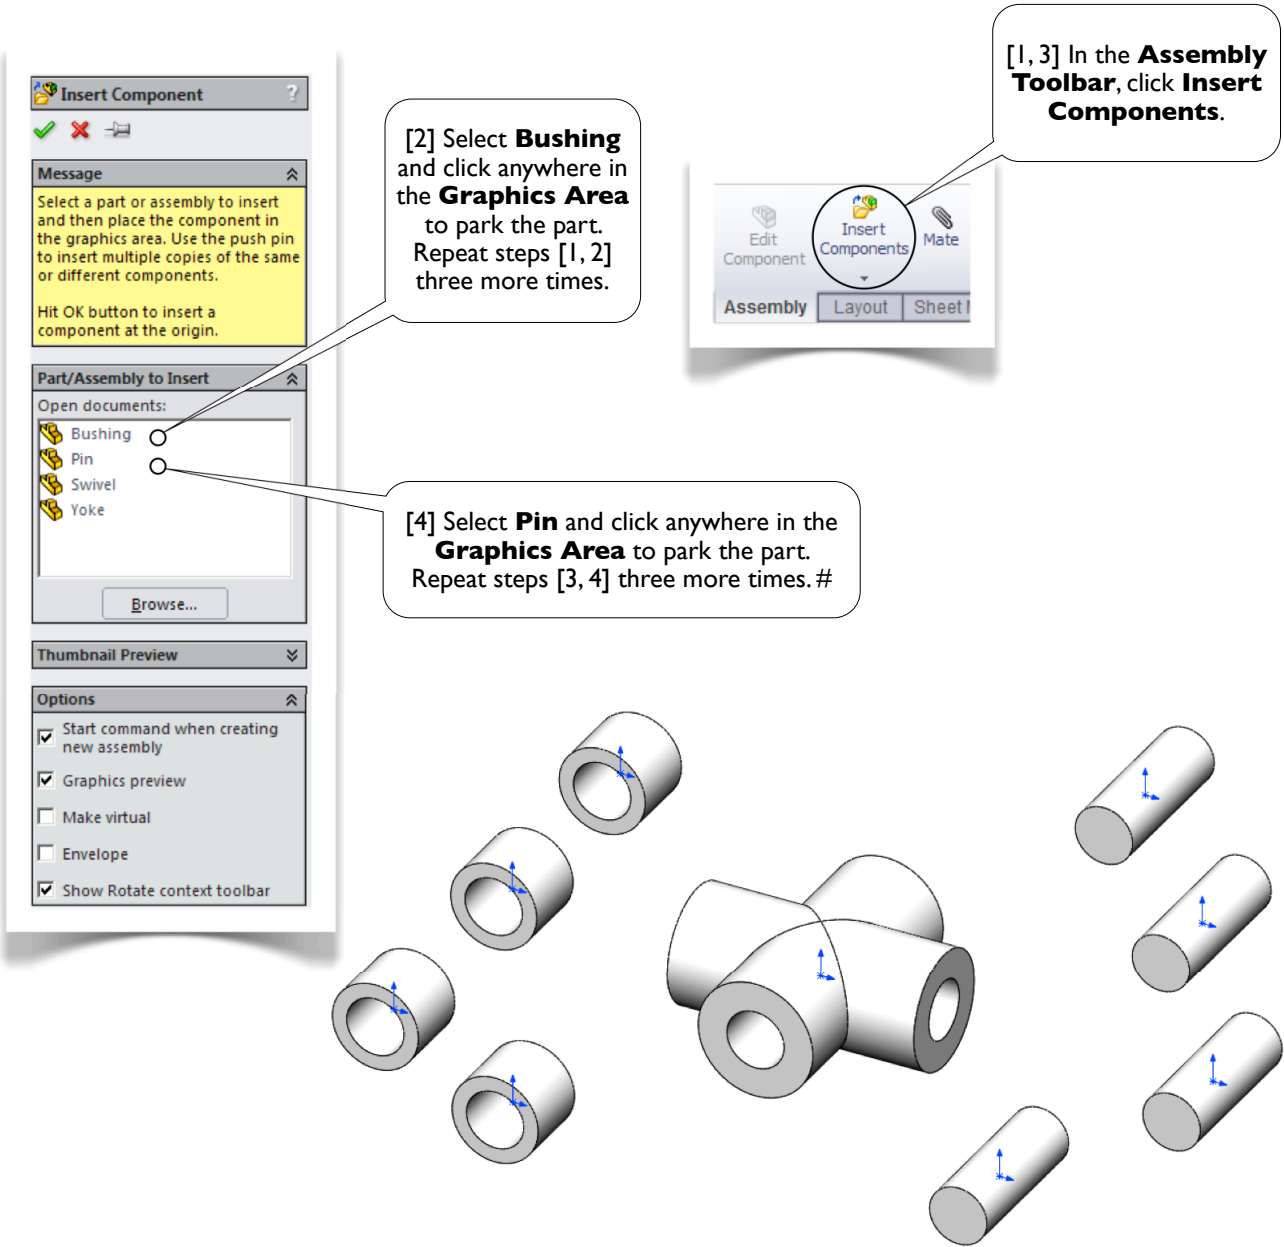 Insert Component ?
Message
Select a part or assembly to insert
and then place the component in
the graphics area. Use the push pin
to insert multiple copies of the same
or different components.
Hit OK button to insert a
component at the origin.
Part/Assembly to Insert
Open documents:
Bushing
Pin
Swivel
Yoke
Browse...
Thumbnail Preview
Options
Start command when creating
new assembly
Graphics preview
Make virtual
Envelope
Show Rotate context toolbar
[2] Select Bushing
and click anywhere in
the Graphics Area
to park the part.
Repeat steps [1, 2]
three more times.
[1, 3] In the Assembly
Toolbar, click Insert
Components.
Edit
Component
Insert
Components
Mate
Assembly
Layout
Sheet
[4] Select Pin and click anywhere in the
Graphics Area to park the part.
Repeat steps [3, 4] three more times. #